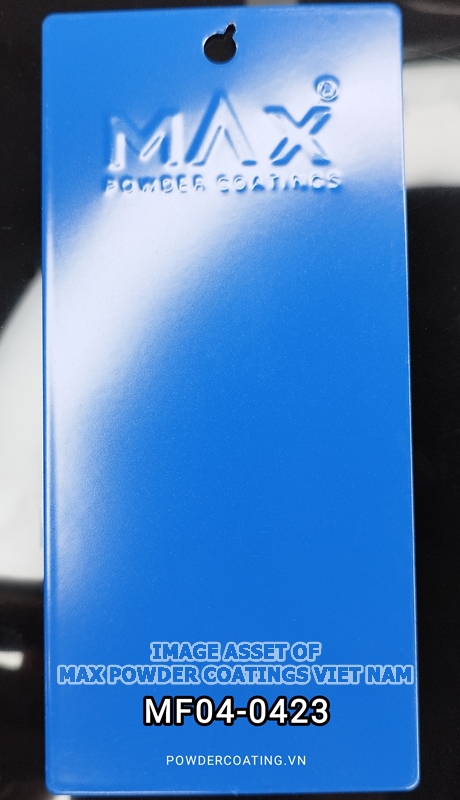 MAX®
POWDER COATINGS
IMAGE ASSET OF
MAX POWDER COATINGS VIET NAM
MF04-0423
POWDERCOATING.VN